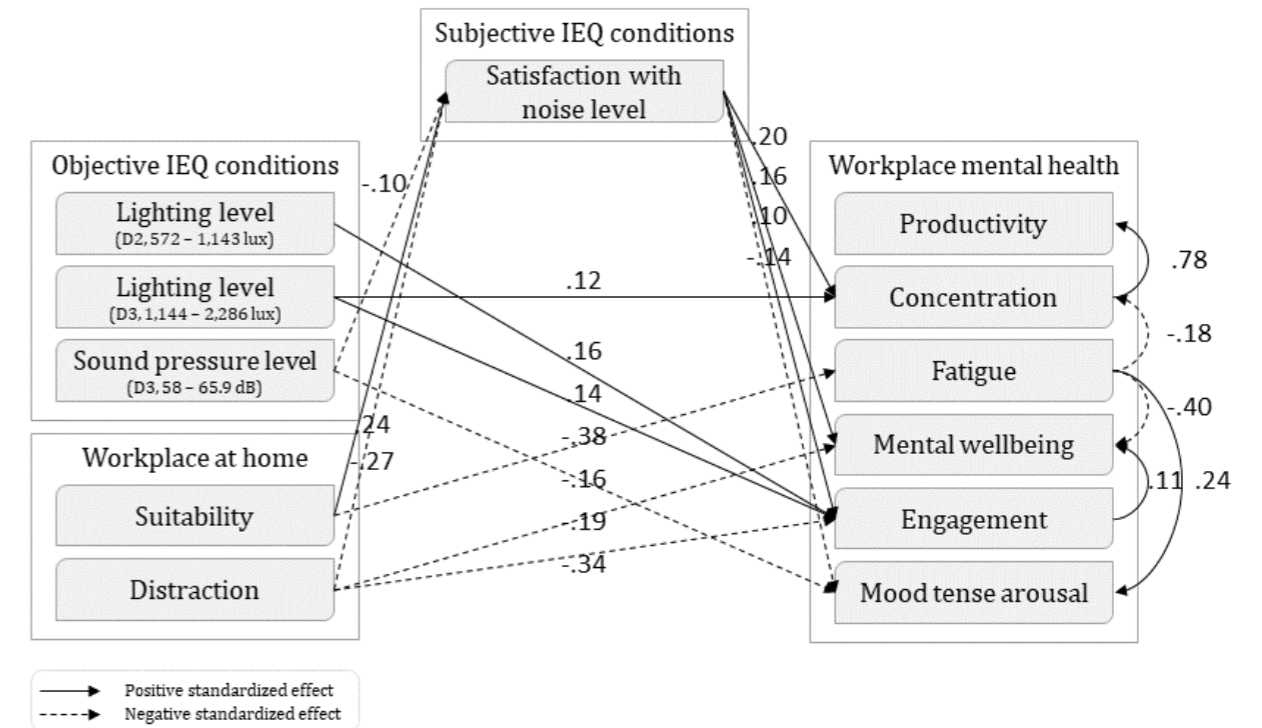 Subjective IEQ conditions
Satisfaction with
noise level
Objective IEQ conditions
Lighting level
(D2, 572 – 1,143 lux)
Lighting level
(D3, 1,144 – 2,286 lux)
Sound pressure level
(D3, 58 – 65.9 dB)
Workplace at home
Suitability
Distraction
-.10
.24
-.27
.12
.16
.14
-.38
-.16
-.19
-.34
.20
.16
.10
-.14
Workplace mental health
Productivity
Concentration
Fatigue
Mental wellbeing
Engagement
Mood tense arousal
.78
-.18
-.40
.11
.24
Positive standardized effect
Negative standardized effect